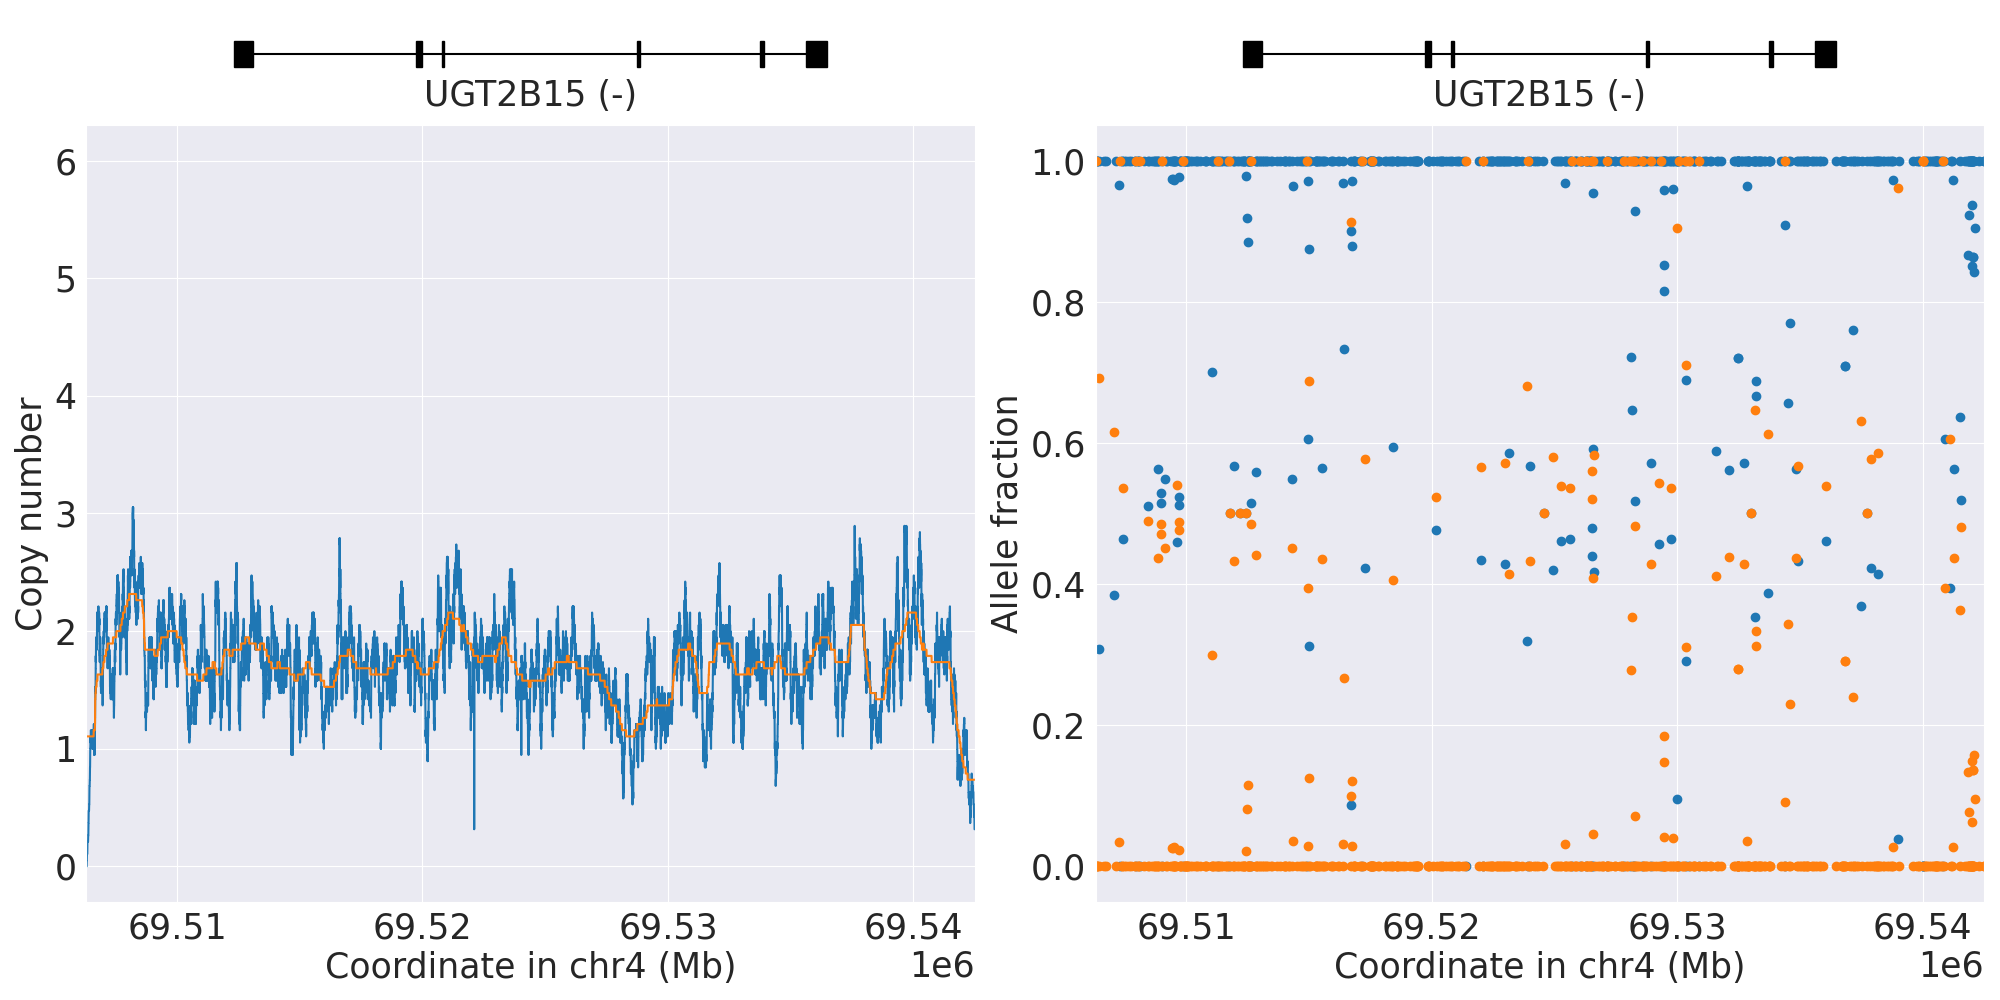 UGT2B15 (-)
6
5
4
3
2
1
0
Copy number
69.51 69.52 69.53 69.54
Coordinate in chr4 (Mb)
1e6
UGT2B15 (-)
1.0
0.8
0.6
0.4
0.2
0.0
Allele fraction
69.51 69.52 69.53 69.54
Coordinate in chr4 (Mb)
1e6